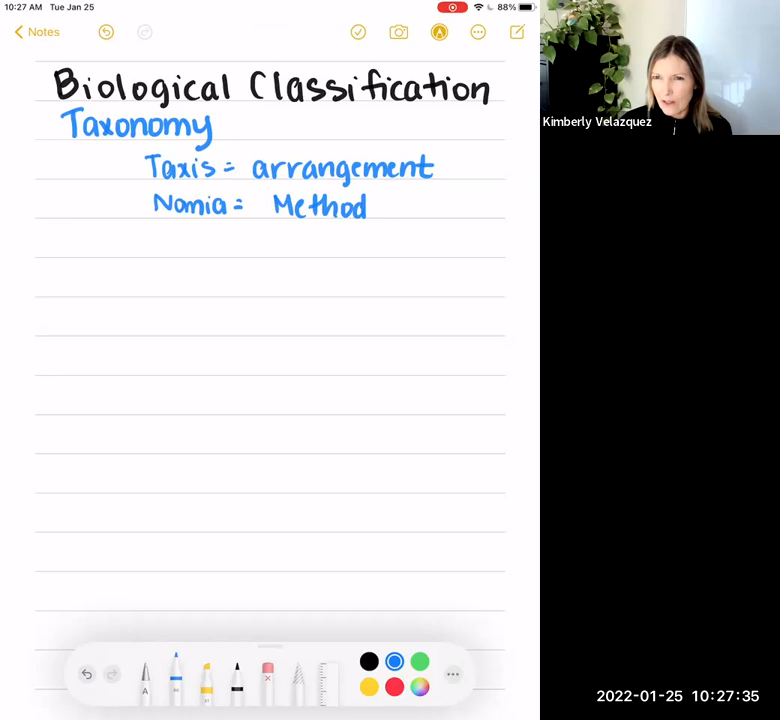 10:27 AM Tue Jan 25
88%
Notes
Biological Classification
Taxonomy
Taxis = arrangement
Nomia = Method
Kimberly Velazquez
2022-01-25 10:27:35